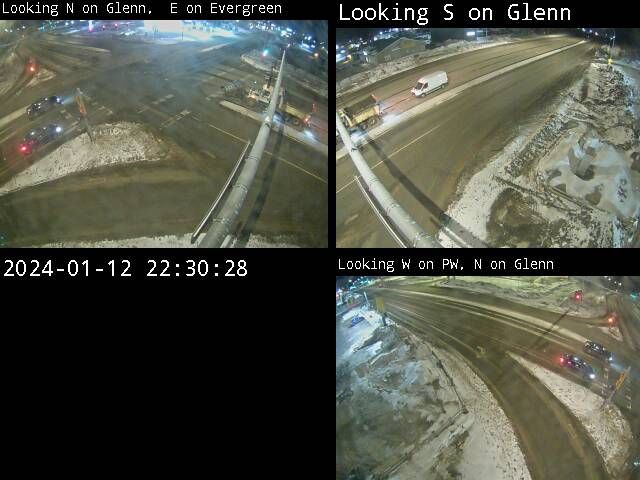 Looking N on Glenn,  E on Evergreen
Looking S on Glenn
2024-01-12 22:30:28
Looking W on PW, N on Glenn